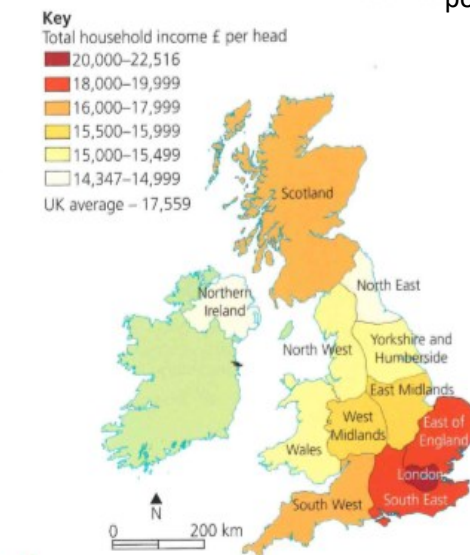 po
Key
Total household income £ per head
20,000–22,516
18,000–19,999
16,000–17,999
15,500–15,999
15,000–15,499
14,347–14,999
UK average – 17,559
Scotland
North East
Northern
Ireland
North West
Yorkshire and
Humberside
East Midlands
West
Midlands
East of
England
Wales
London
South West
South East
N
0 200 km